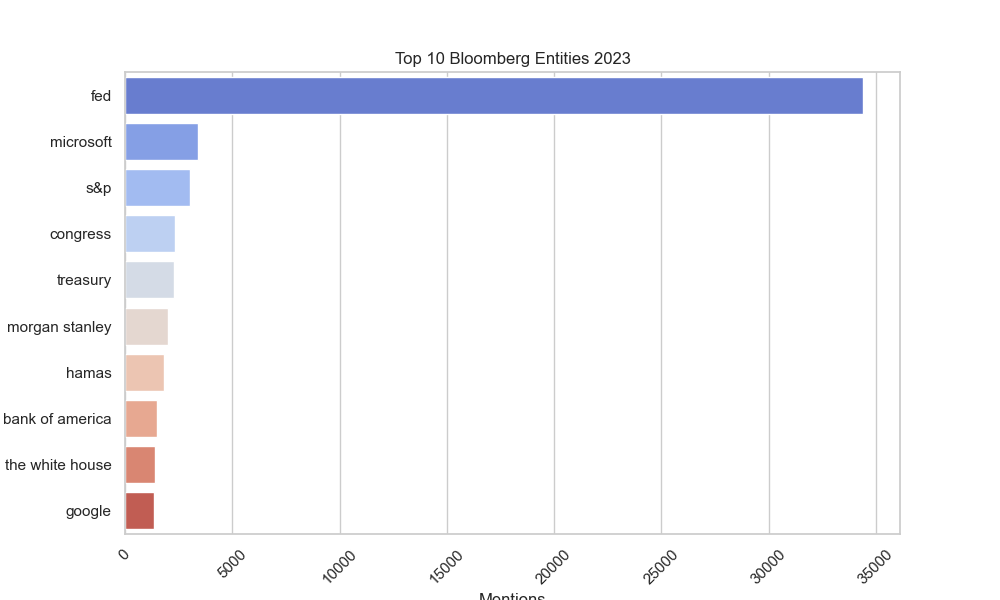 Top 10 Bloomberg Entities 2023
fed
microsoft
s&p
congress
treasury
morgan stanley
hamas
bank of america
the white house
google
0
5000
10000
15000
20000
25000
30000
35000
Mentions